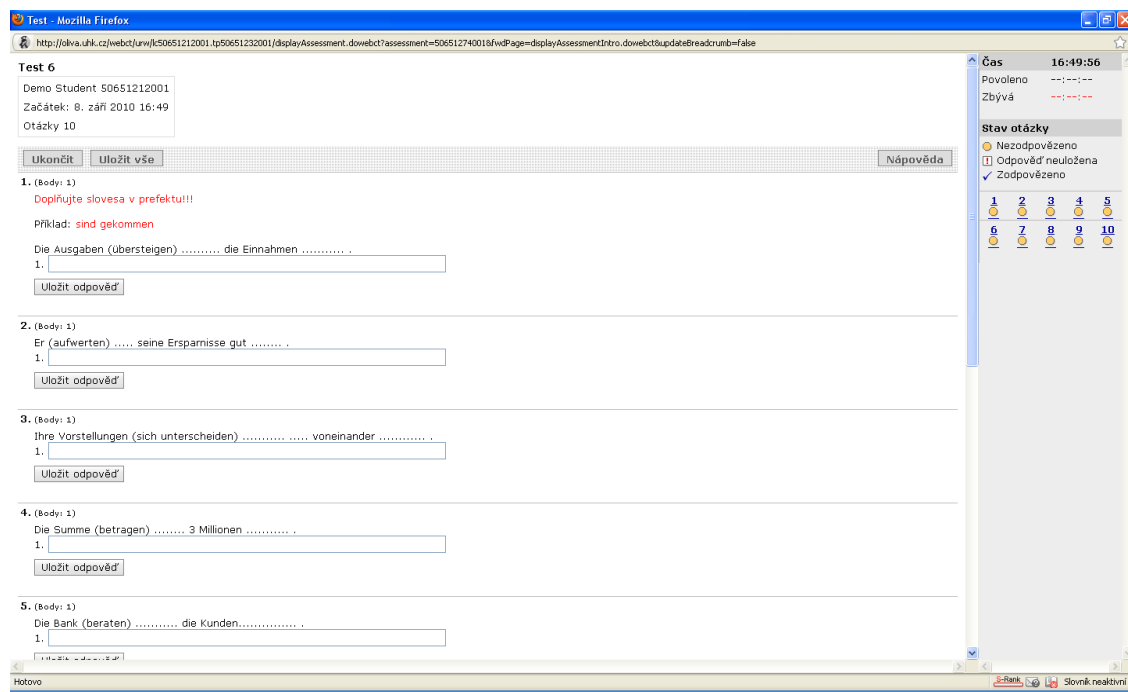 Test - Mozilla Firefox
http://oliva.uhk.cz/webct/urw/lc50651212001.tp50651232001/displayAssessment.dowebct?assessment=50651274001&fwdPage=displayAssessmentIntro.dowebct&updateBreadcrumb=false
Test 6
Demo Student 50651212001
Začátek: 8. září 2010 16:49
Otázky 10
Ukončit Uložit vše Nápověda
1. (Body: 1)
Doplňujte slovesa v prefektu!!!
Příklad: sind gekommen
Die Ausgaben (übersteigen) .......... die Einnahmen ........... .
1.
Uložit odpověď
2. (Body: 1)
Er (aufwerten) ..... seine Ersparnisse gut ........ .
1.
Uložit odpověď
3. (Body: 1)
Ihre Vorstellungen (sich unterscheiden) ........... ..... voneinander ............ .
1.
Uložit odpověď
4. (Body: 1)
Die Summe (betragen) ........ 3 Millionen ........... .
1.
Uložit odpověď
5. (Body: 1)
Die Bank (beraten) ........... die Kunden............... .
1.
Uložit odpověď
Čas 16:49:56
Povoleno --:--:--
Zbývá --:--:--
Stav otázky
Nezodpovězeno
Odpověď neuložena
Zodpovězeno
1 2 3 4 5
6 7 8 9 10
Hotovo
S-Rank Slovník neaktivní